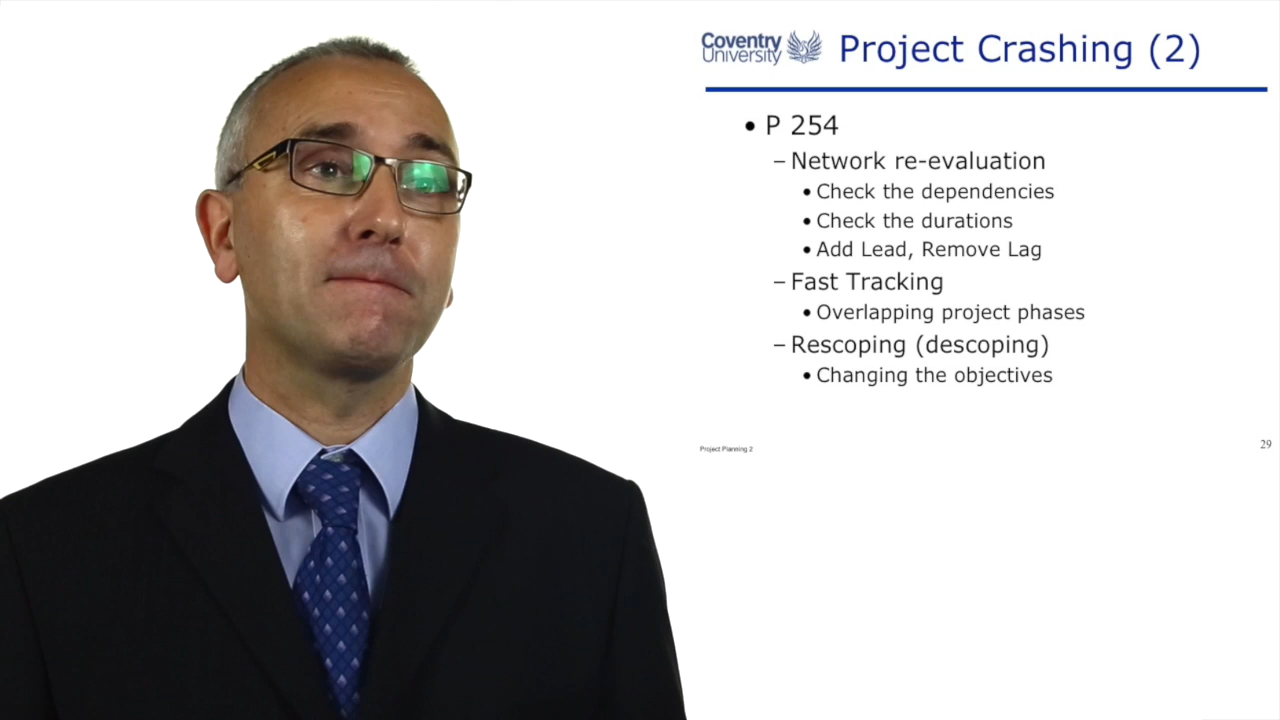 Coventry
University
Project Crashing (2)
• P 254
– Network re-evaluation
• Check the dependencies
• Check the durations
• Add Lead, Remove Lag
– Fast Tracking
• Overlapping project phases
– Rescoping (descoping)
• Changing the objectives
Project Planning 2
29